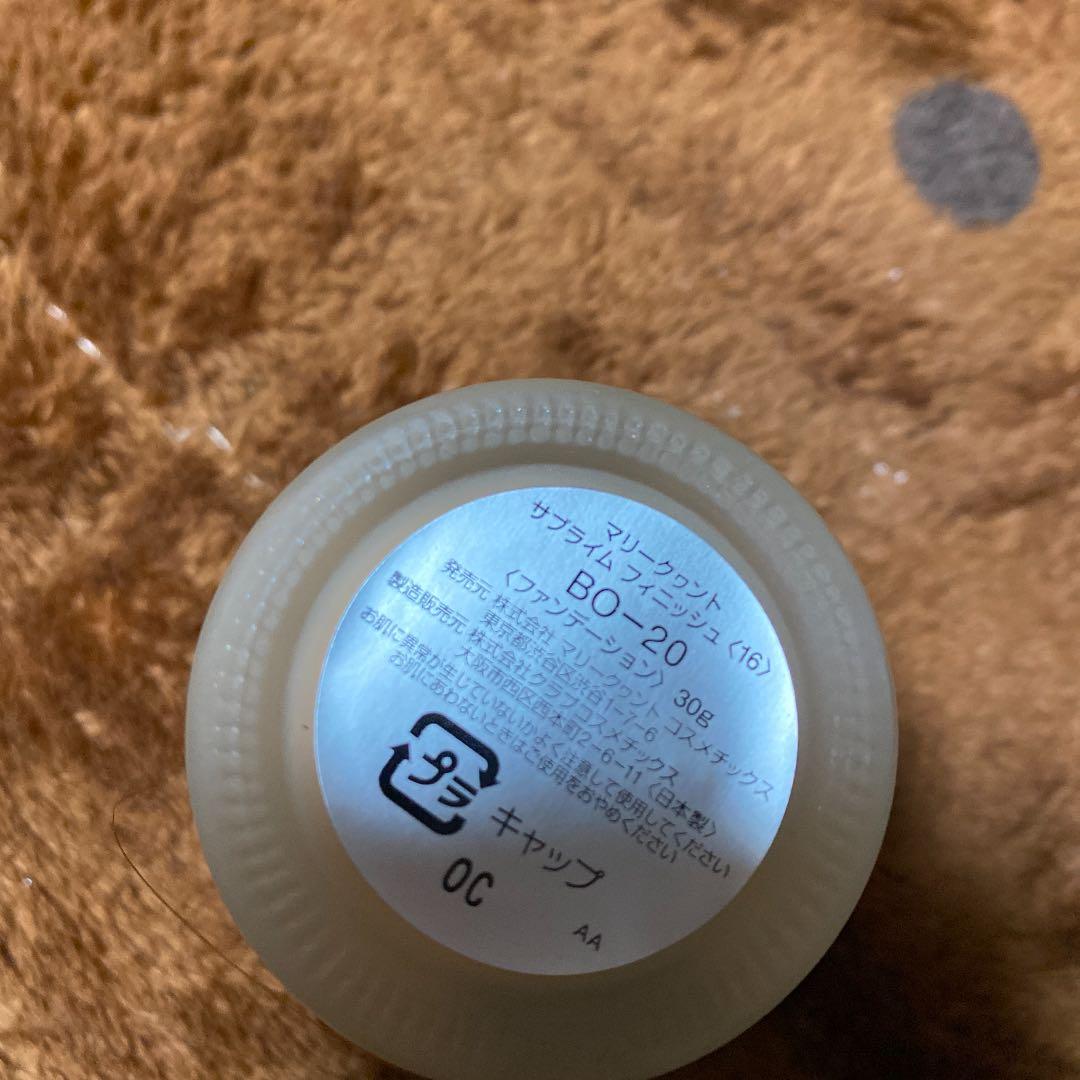 マリークヮント
サブライム フィニッシュ〈16〉
BO-20
〈ファンデーション〉 30g
発売元 株式会社 マリークヮント コスメチックス
東京都渋谷区渋谷1-7-6
製造販売元 株式会社クラブコスメチックス
大阪市西区西本町2-6-11〈日本製〉
お肌に異常が生じていないかよく注意して使用してください
お肌にあわないときはご使用をおやめください
プラ
キャップ
0C
AA